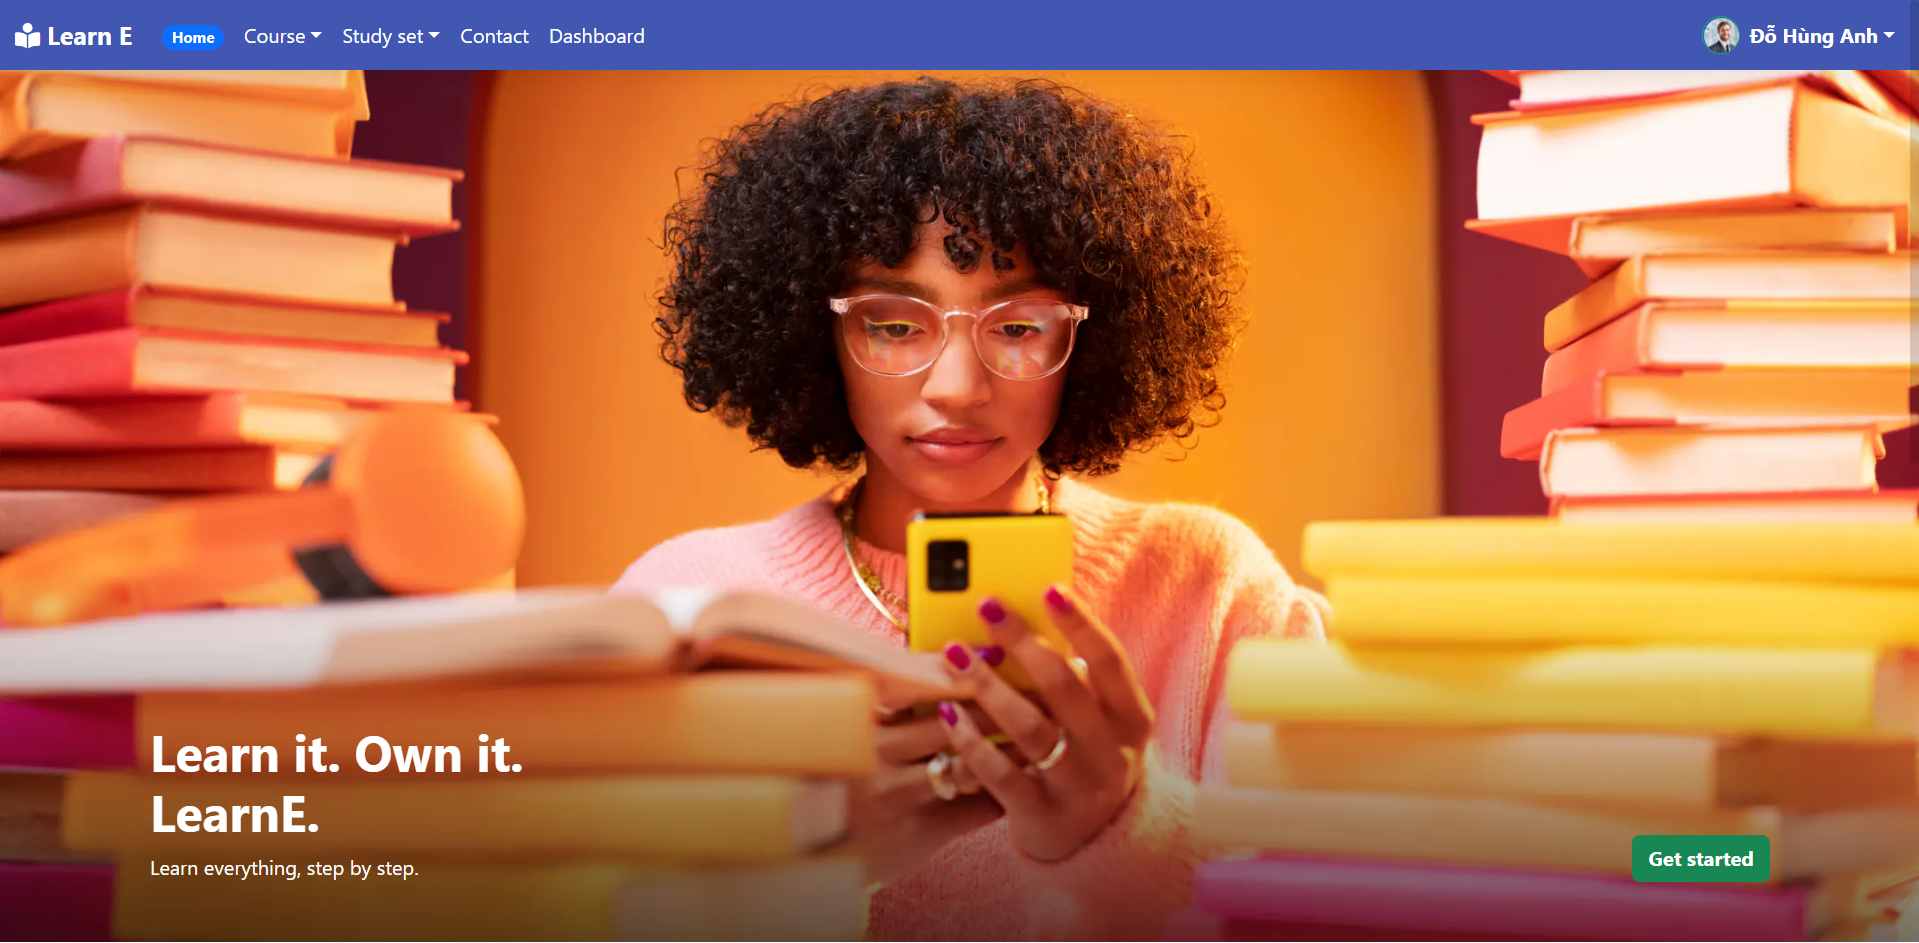 Learn E
Home
Course
Study set
Contact
Dashboard
Đỗ Hùng Anh
Learn it. Own it.
LearnE.
Learn everything, step by step.
Get started